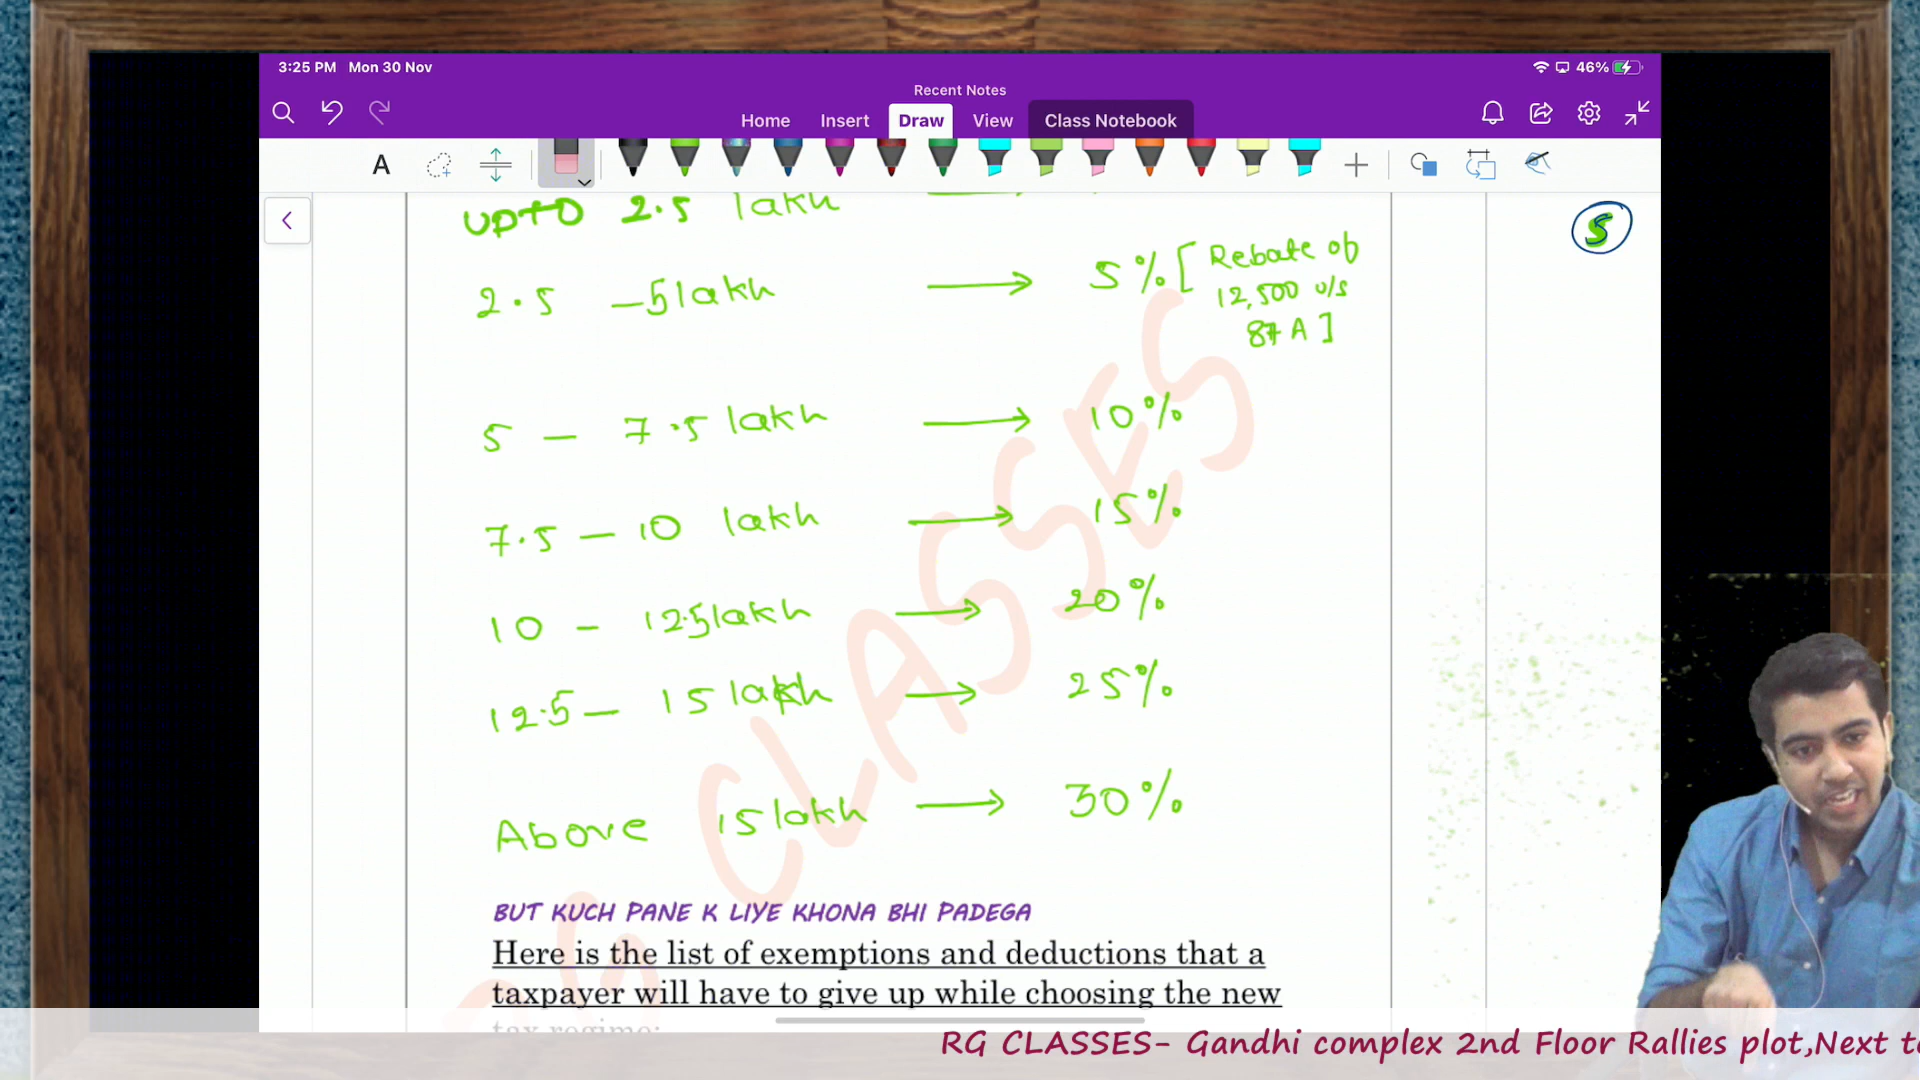 3:25 PM Mon 30 Nov
46%
Recent Notes
Home Insert Draw View Class Notebook
A
UPTO 2.5 lakh
S
2.5 – 5 lakh → 5% [Rebate of
12,500 u/s
87 A]
5 – 7.5 lakh → 10%
7.5 – 10 lakh → 15%
10 – 12.5 lakh → 20%
12.5 – 15 lakh → 25%
Above 15 lakh → 30%
BUT KUCH PANE K LIYE KHONA BHI PADEGA
Here is the list of exemptions and deductions that a
taxpayer will have to give up while choosing the new
tax regime:
CLASSES
RG CLASSES- Gandhi complex 2nd Floor Rallies plot,Next